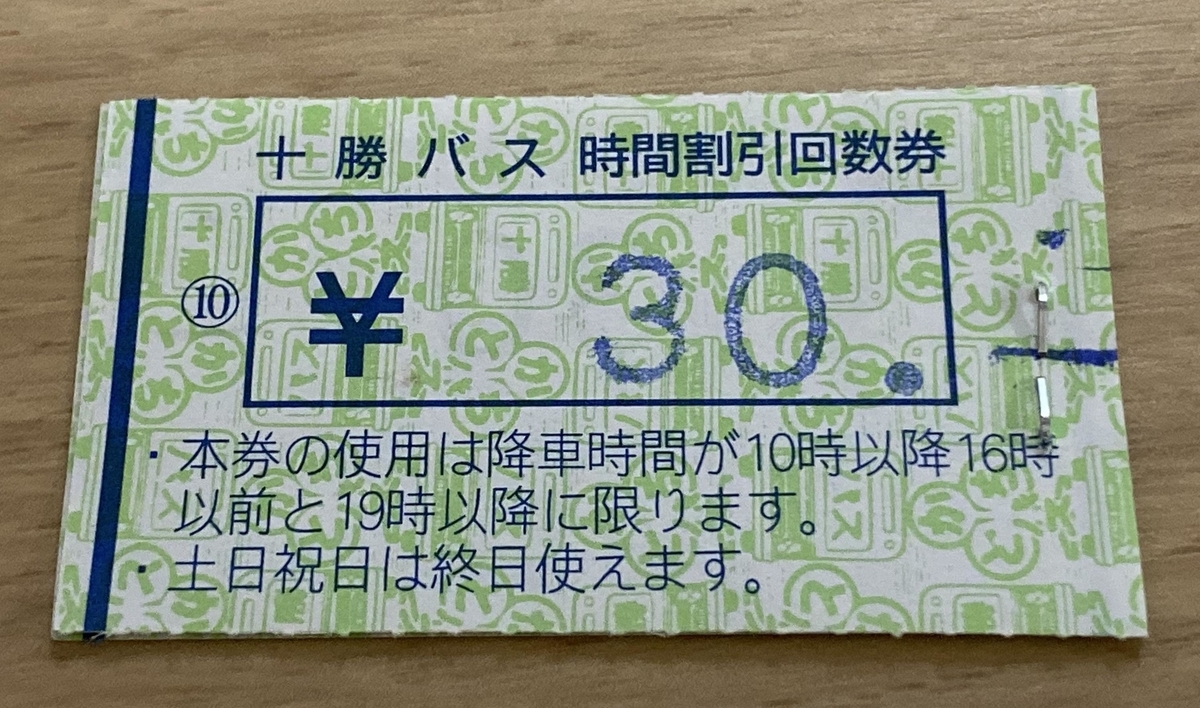 十勝バス 時間割引回数券
⑩
¥ 30.
・本券の使用は降車時間が10時以降16時
以前と19時以降に限ります。
・土日祝日は終日使えます。